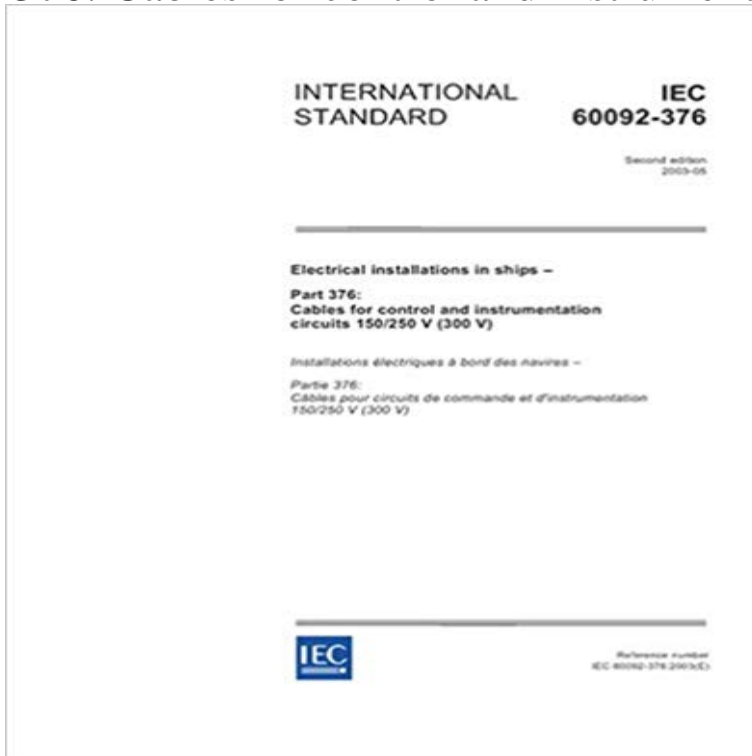 INTERNATIONAL
STANDARD
IEC
60092-376
Second edition
2003-05
Electrical installations in ships –
Part 376:
Cables for control and instrumentation
circuits 150/250 V (300 V)
Installations électriques à bord des navires –
Partie 376:
Câbles pour circuits de commande et d'instrumentation
150/250 V (300 V)
IEC
Reference number
IEC 60092-376:2003(E)